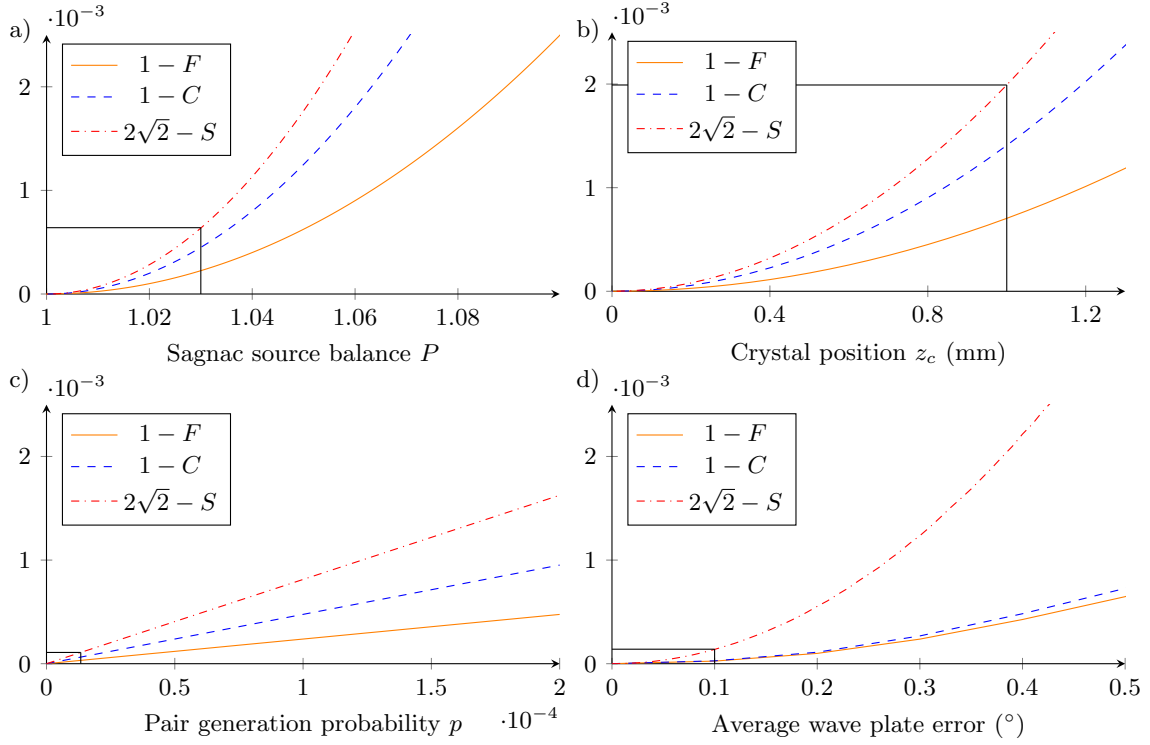 a)
·10⁻³
1 − F
1 − C
2√2 − S
2
1
0
1 1.02 1.04 1.06 1.08
Sagnac source balance P
b)
·10⁻³
1 − F
1 − C
2√2 − S
2
1
0
0 0.4 0.8 1.2
Crystal position z_c (mm)
c)
·10⁻³
1 − F
1 − C
2√2 − S
2
1
0
0 0.5 1 1.5 2
Pair generation probability p ·10⁻⁴
d)
·10⁻³
1 − F
1 − C
2√2 − S
2
1
0
0 0.1 0.2 0.3 0.4 0.5
Average wave plate error (°)